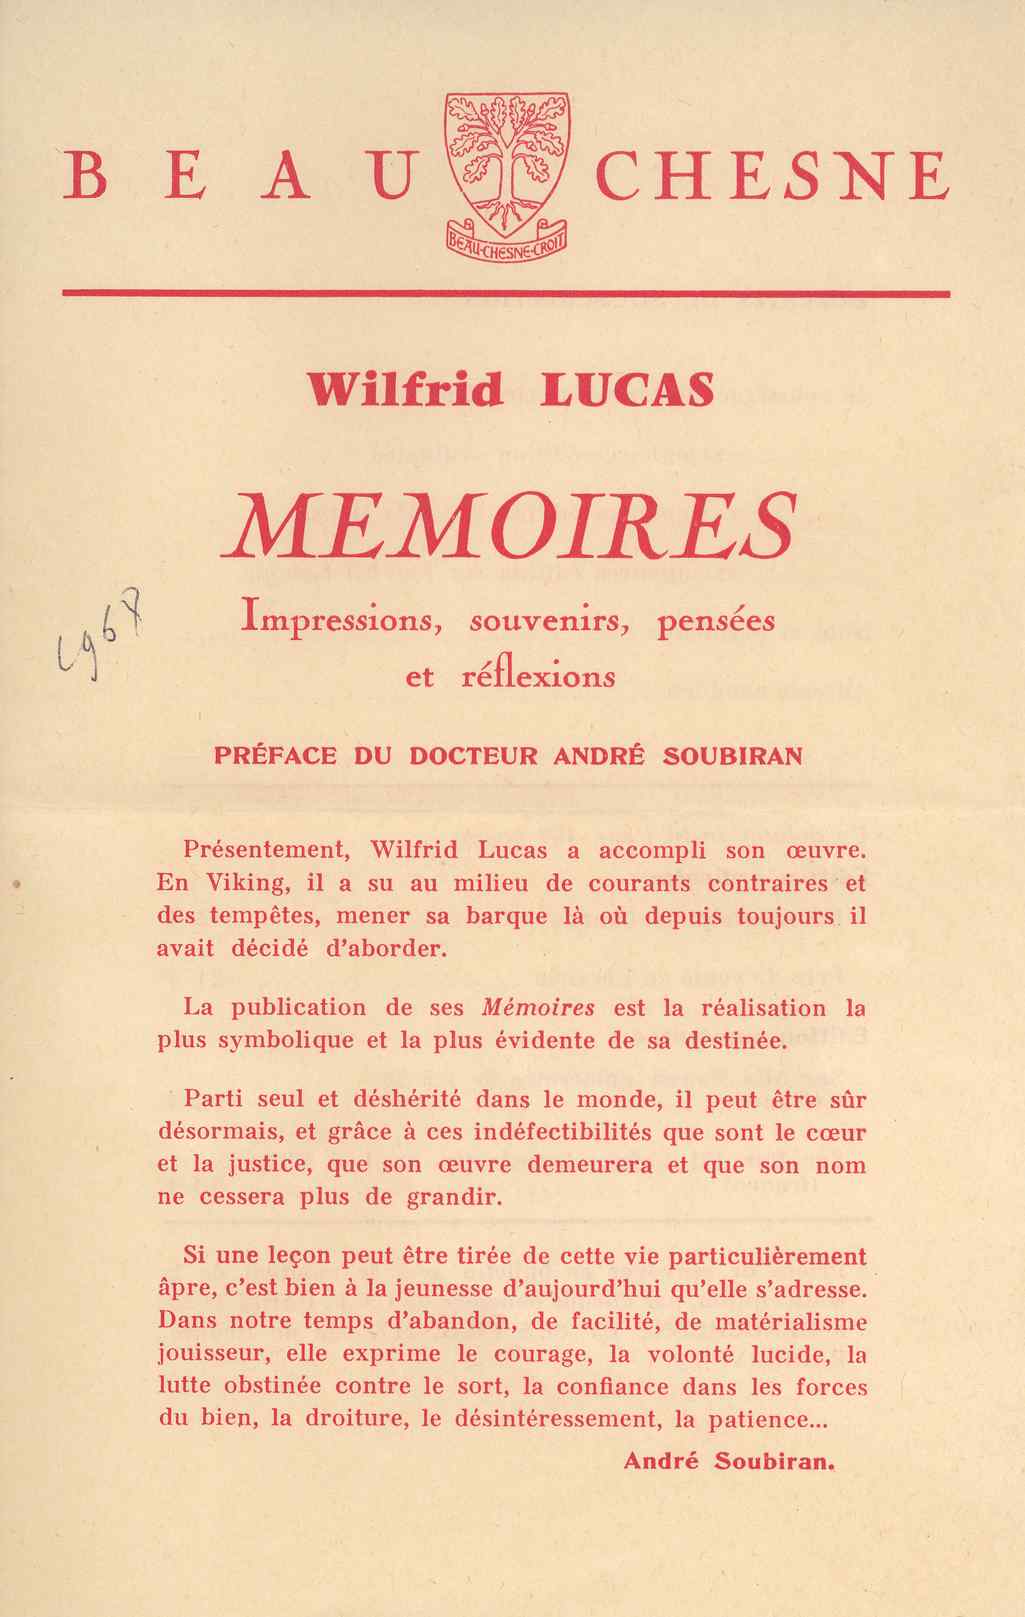 BEAU CHESNE
BEAU-CHESNE-CROIT
Wilfrid LUCAS
MEMOIRES
1967
Impressions, souvenirs, pensées
et réflexions
PRÉFACE DU DOCTEUR ANDRÉ SOUBIRAN
Présentement, Wilfrid Lucas a accompli son œuvre.
En Viking, il a su au milieu de courants contraires et
des tempêtes, mener sa barque là où depuis toujours il
avait décidé d'aborder.
La publication de ses Mémoires est la réalisation la
plus symbolique et la plus évidente de sa destinée.
Parti seul et déshérité dans le monde, il peut être sûr
désormais, et grâce à ces indéfectibilités que sont le cœur
et la justice, que son œuvre demeurera et que son nom
ne cessera plus de grandir.
Si une leçon peut être tirée de cette vie particulièrement
âpre, c'est bien à la jeunesse d'aujourd'hui qu'elle s'adresse.
Dans notre temps d'abandon, de facilité, de matérialisme
jouisseur, elle exprime le courage, la volonté lucide, la
lutte obstinée contre le sort, la confiance dans les forces
du bien, la droiture, le désintéressement, la patience...
André Soubiran.